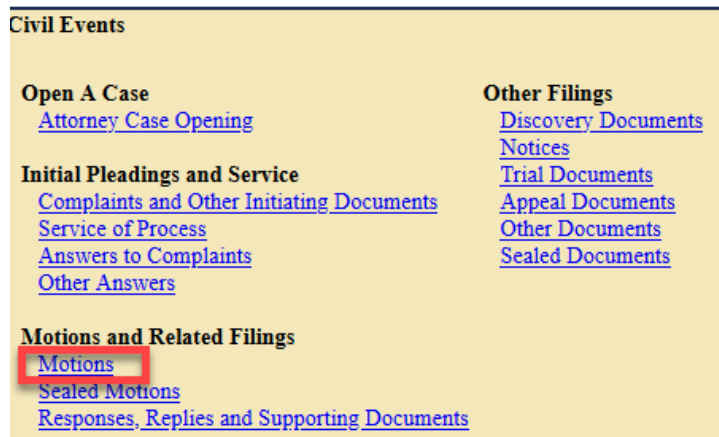 Civil Events
Open A Case
Attorney Case Opening
Initial Pleadings and Service
Complaints and Other Initiating Documents
Service of Process
Answers to Complaints
Other Answers
Motions and Related Filings
Motions
Sealed Motions
Responses, Replies and Supporting Documents
Other Filings
Discovery Documents
Notices
Trial Documents
Appeal Documents
Other Documents
Sealed Documents